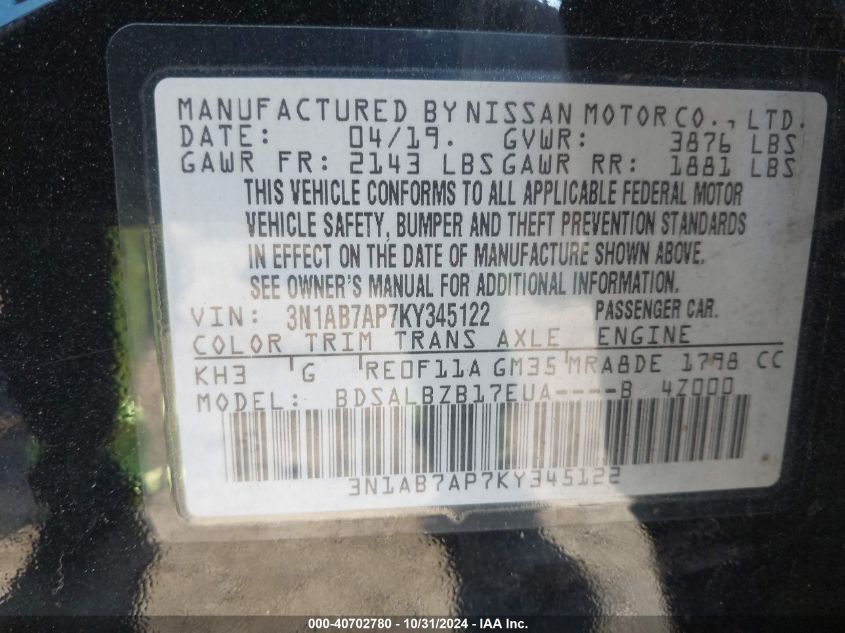 MANUFACTURED BY NISSAN MOTOR CO., LTD.
DATE: 04/19. GVWR: 3876 LBS
GAWR FR: 2143 LBS GAWR RR: 1881 LBS
THIS VEHICLE CONFORMS TO ALL APPLICABLE FEDERAL MOTOR
VEHICLE SAFETY, BUMPER AND THEFT PREVENTION STANDARDS
IN EFFECT ON THE DATE OF MANUFACTURE SHOWN ABOVE.
SEE OWNER'S MANUAL FOR ADDITIONAL INFORMATION.
VIN: 3N1AB7AP7KY345122 PASSENGER CAR.
COLOR TRIM TRANS AXLE ENGINE
KH3 G RE0F11A GM35 MRA8DE 1798 CC
MODEL: BDSALBZB17EUA----B 4Z000
3N1AB7AP7KY345122
000-40702780 - 10/31/2024 - IAA Inc.